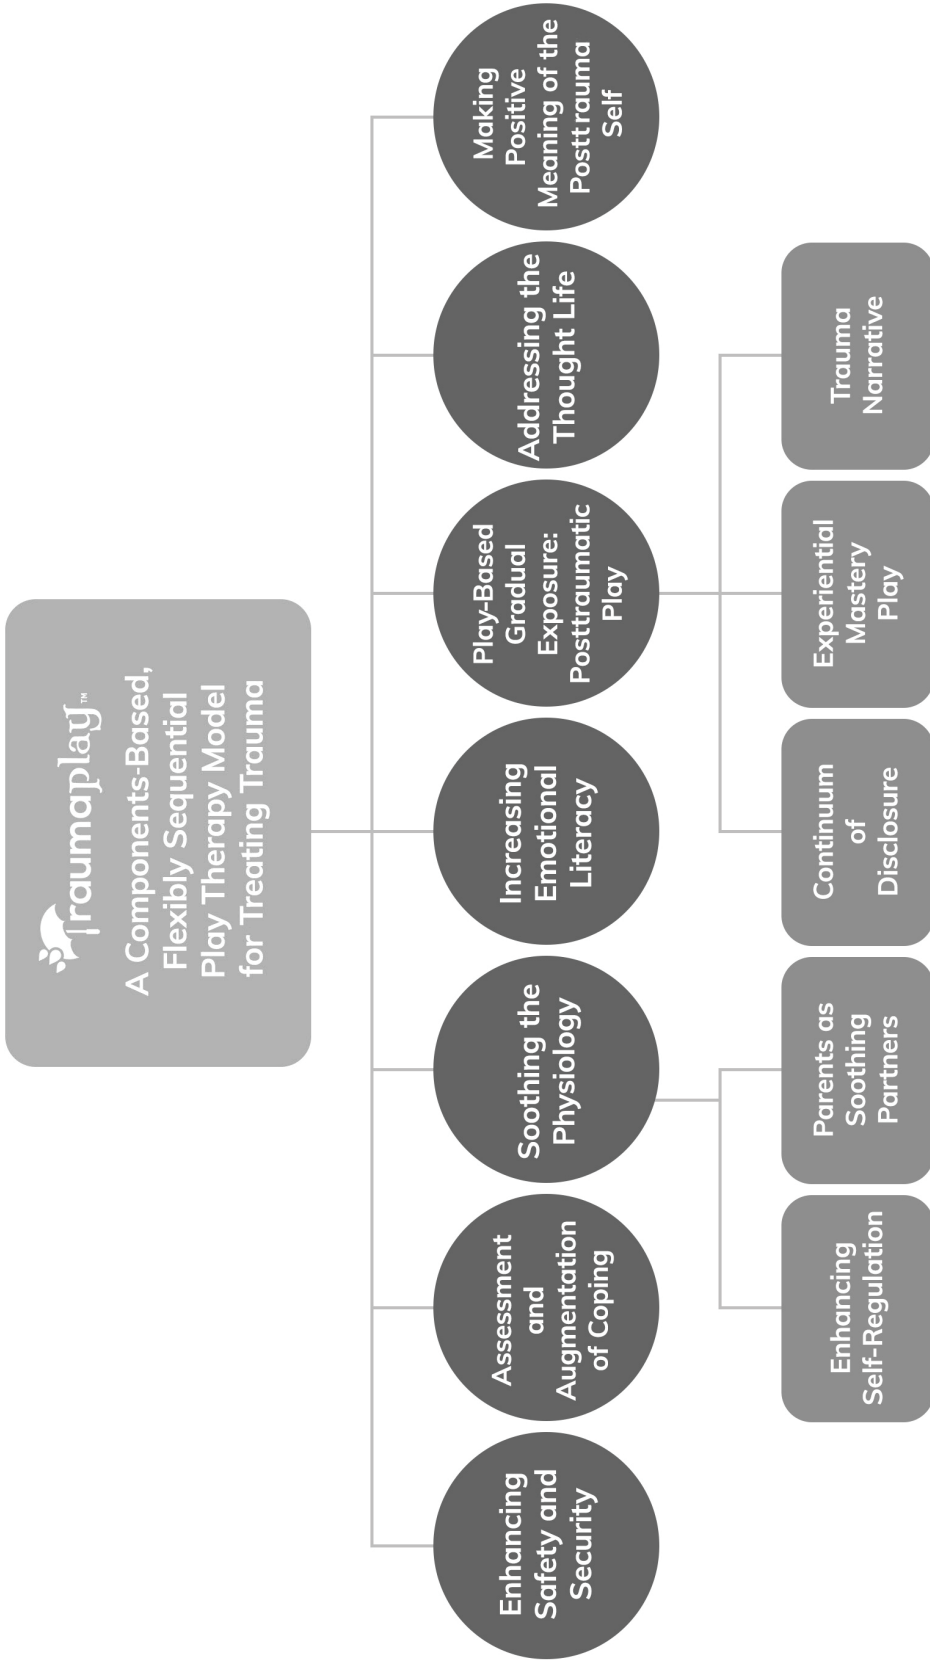 Traumaplay™
A Components-Based,
Flexibly Sequential
Play Therapy Model
for Treating Trauma
Enhancing
Safety and
Security
Assessment
and
Augmentation
of Coping
Soothing the
Physiology
Increasing
Emotional
Literacy
Play-Based
Gradual
Exposure:
Posttraumatic
Play
Addressing the
Thought Life
Making
Positive
Meaning of the
Posttrauma
Self
Enhancing
Self-Regulation
Parents as
Soothing
Partners
Continuum
of
Disclosure
Experiential
Mastery
Play
Trauma
Narrative